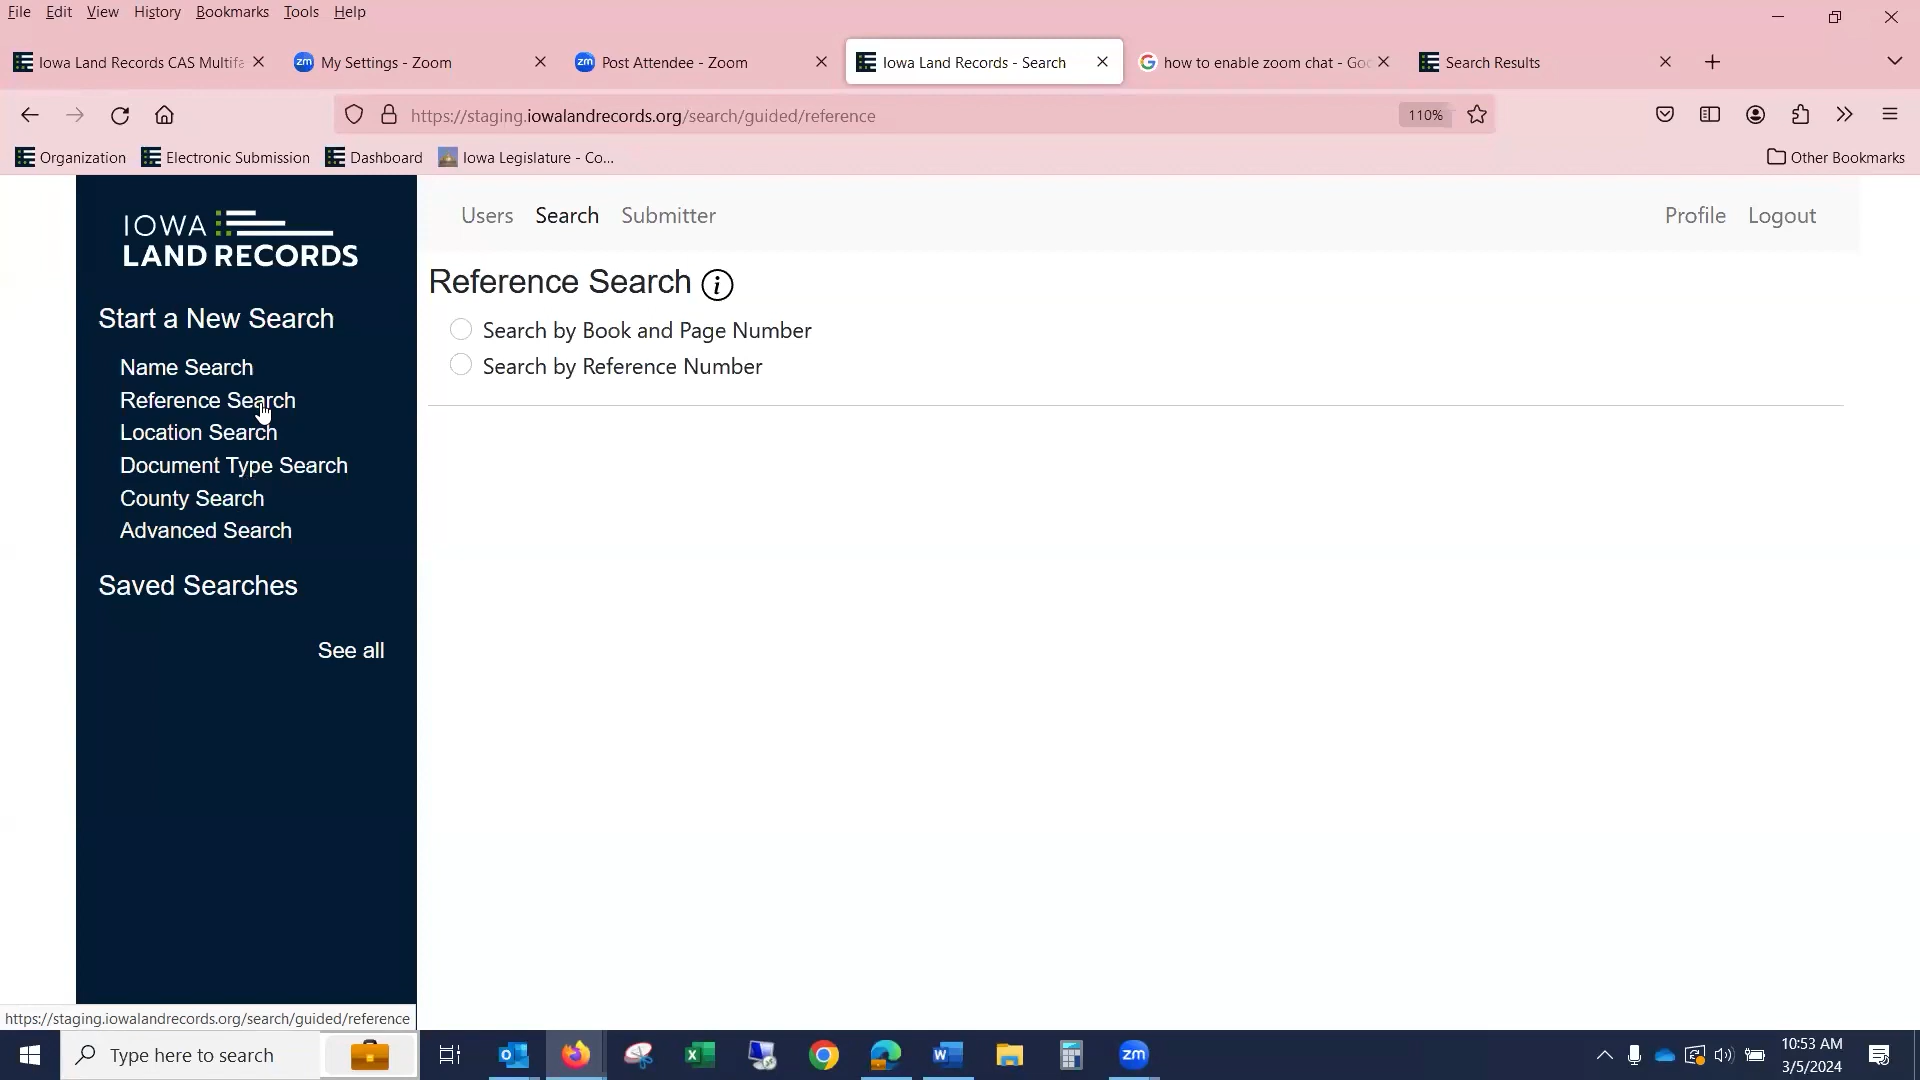 File Edit View History Bookmarks Tools Help
Iowa Land Records CAS Multifa
My Settings - Zoom
zm Post Attendee - Zoom
Iowa Land Records - Search
how to enable zoom chat - Goo
Search Results
https://staging.iowalandrecords.org/search/guided/reference
110%
Organization
Electronic Submission
Dashboard
Iowa Legislature - Co...
Other Bookmarks
IOWA
LAND RECORDS
Users Search Submitter
Profile Logout
Start a New Search
Name Search
Reference Search
Location Search
Document Type Search
County Search
Advanced Search
Saved Searches
See all
Reference Search i
Search by Book and Page Number
Search by Reference Number
https://staging.iowalandrecords.org/search/guided/reference
Type here to search
zm
10:53 AM
3/5/2024